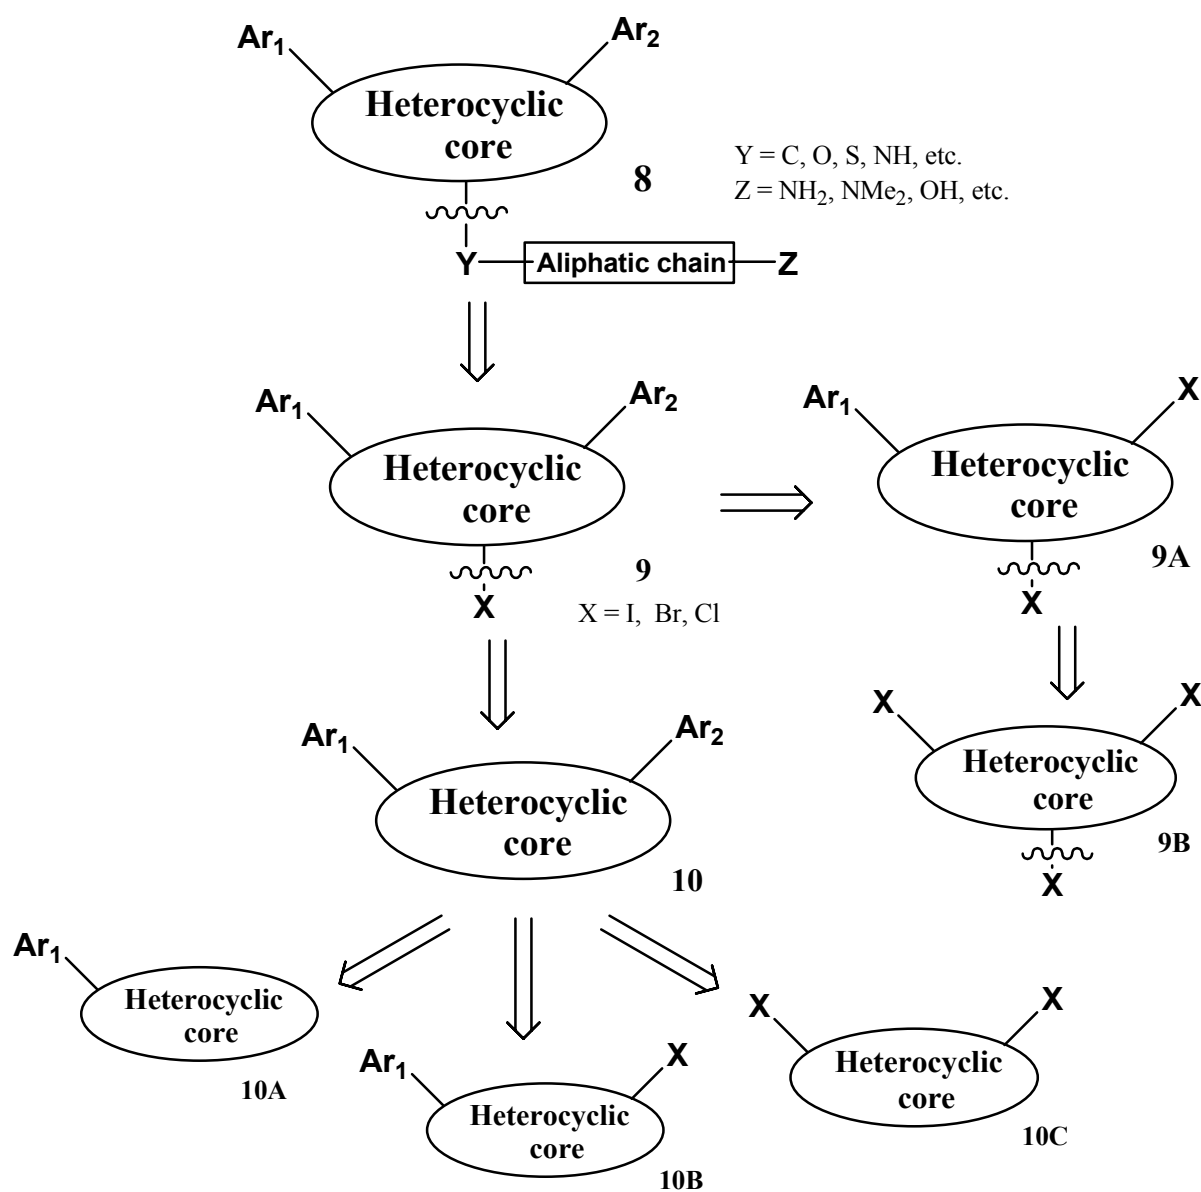 Ar1
Ar2
Heterocyclic
core
8
Y = C, O, S, NH, etc.
Z = NH2, NMe2, OH, etc.
Y
Aliphatic chain
Z
Ar1
Ar2
Heterocyclic
core
9
X
X = I, Br, Cl
Ar1
X
Heterocyclic
core
9A
X
X
X
Heterocyclic
core
9B
X
Ar1
Ar2
Heterocyclic
core
10
Ar1
Heterocyclic
core
10A
Ar1
X
Heterocyclic
core
10B
X
X
Heterocyclic
core
10C